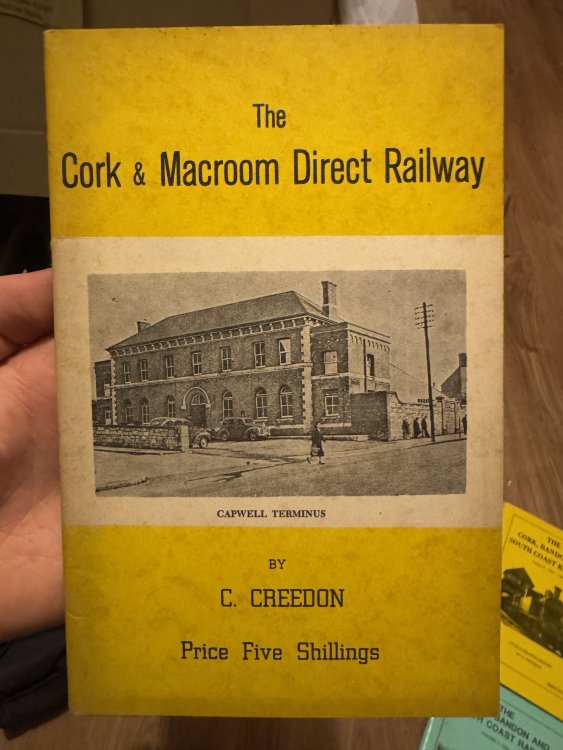 The
Cork & Macroom Direct Railway
CAPWELL TERMINUS
BY
C. CREEDON
Price Five Shillings
THE
CORK, BANDON
SOUTH COAST
THE
BANDON AND
COAST